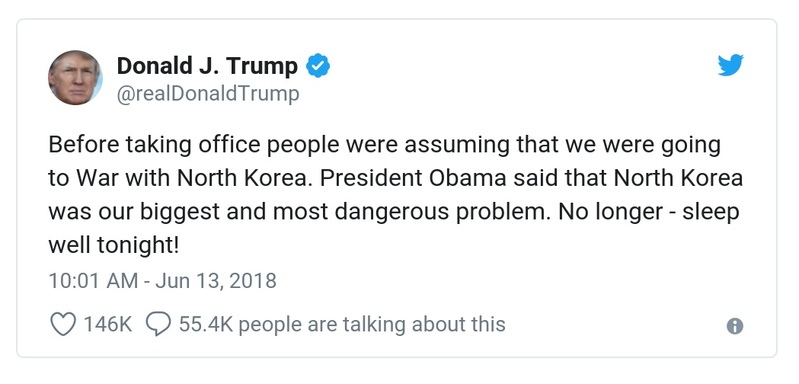 Donald J. Trump
@realDonaldTrump
Before taking office people were assuming that we were going
to War with North Korea. President Obama said that North Korea
was our biggest and most dangerous problem. No longer - sleep
well tonight!
10:01 AM - Jun 13, 2018
146K 55.4K people are talking about this